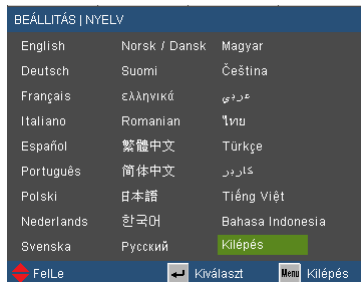 BEÁLLITÁS | NYELV
English Norsk / Dansk Magyar
Deutsch Suomi Čeština
Français ελληνικά عربي
Italiano Romanian ไทย
Español 繁體中文 Türkçe
Português 简体中文
Polski 日本語 Tiếng Việt
Nederlands 한국어 Bahasa Indonesia
Svenska Русский Kilépés
FelLe Kiválaszt Menu Kilépés